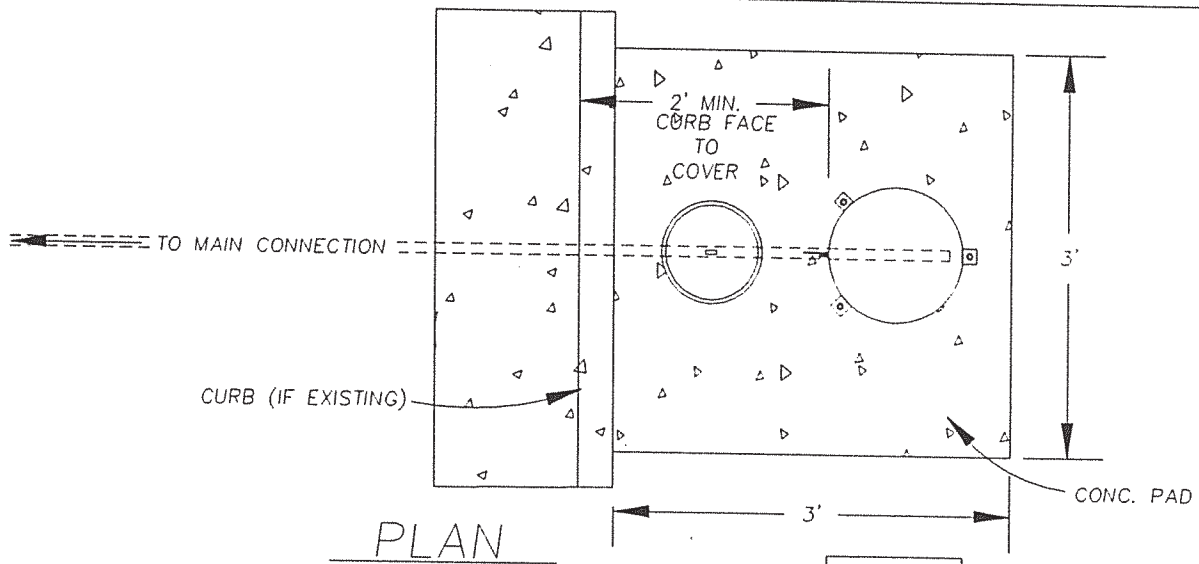 2' MIN.
CURB FACE
TO
COVER
TO MAIN CONNECTION
3'
CURB (IF EXISTING)
CONC. PAD
3'
PLAN